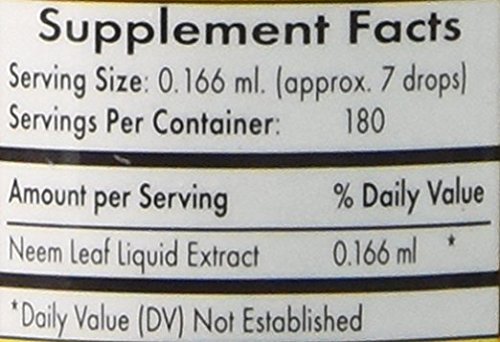 Supplement Facts
Serving Size: 0.166 ml. (approx. 7 drops)
Servings Per Container: 180
Amount per Serving % Daily Value
Neem Leaf Liquid Extract 0.166 ml *
*Daily Value (DV) Not Established